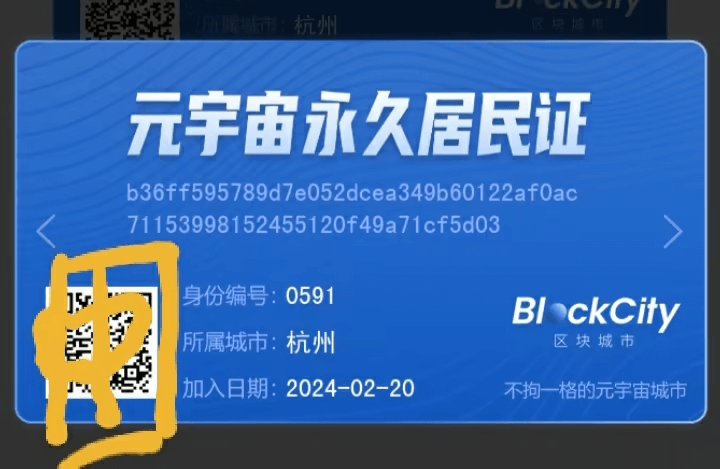 所属城市: 杭州
BlockCity
区块城市
元宇宙永久居民证
b36ff595789d7e052dcea349b60122af0ac
71153998152455120f49a71cf5d03
身份编号: 0591
所属城市: 杭州
加入日期: 2024-02-20
BlockCity
区块城市
不拘一格的元宇宙城市